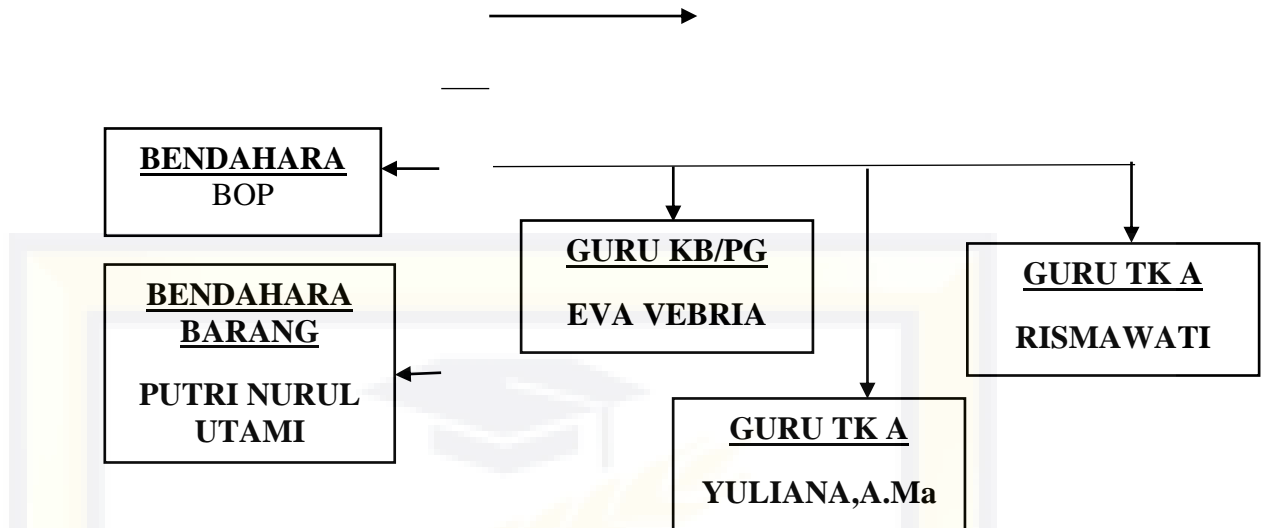 BENDAHARA
BOP
BENDAHARA
BARANG
PUTRI NURUL
UTAMI
GURU KB/PG
EVA VEBRIA
GURU TK A
YULIANA,A.Ma
GURU TK A
RISMAWATI